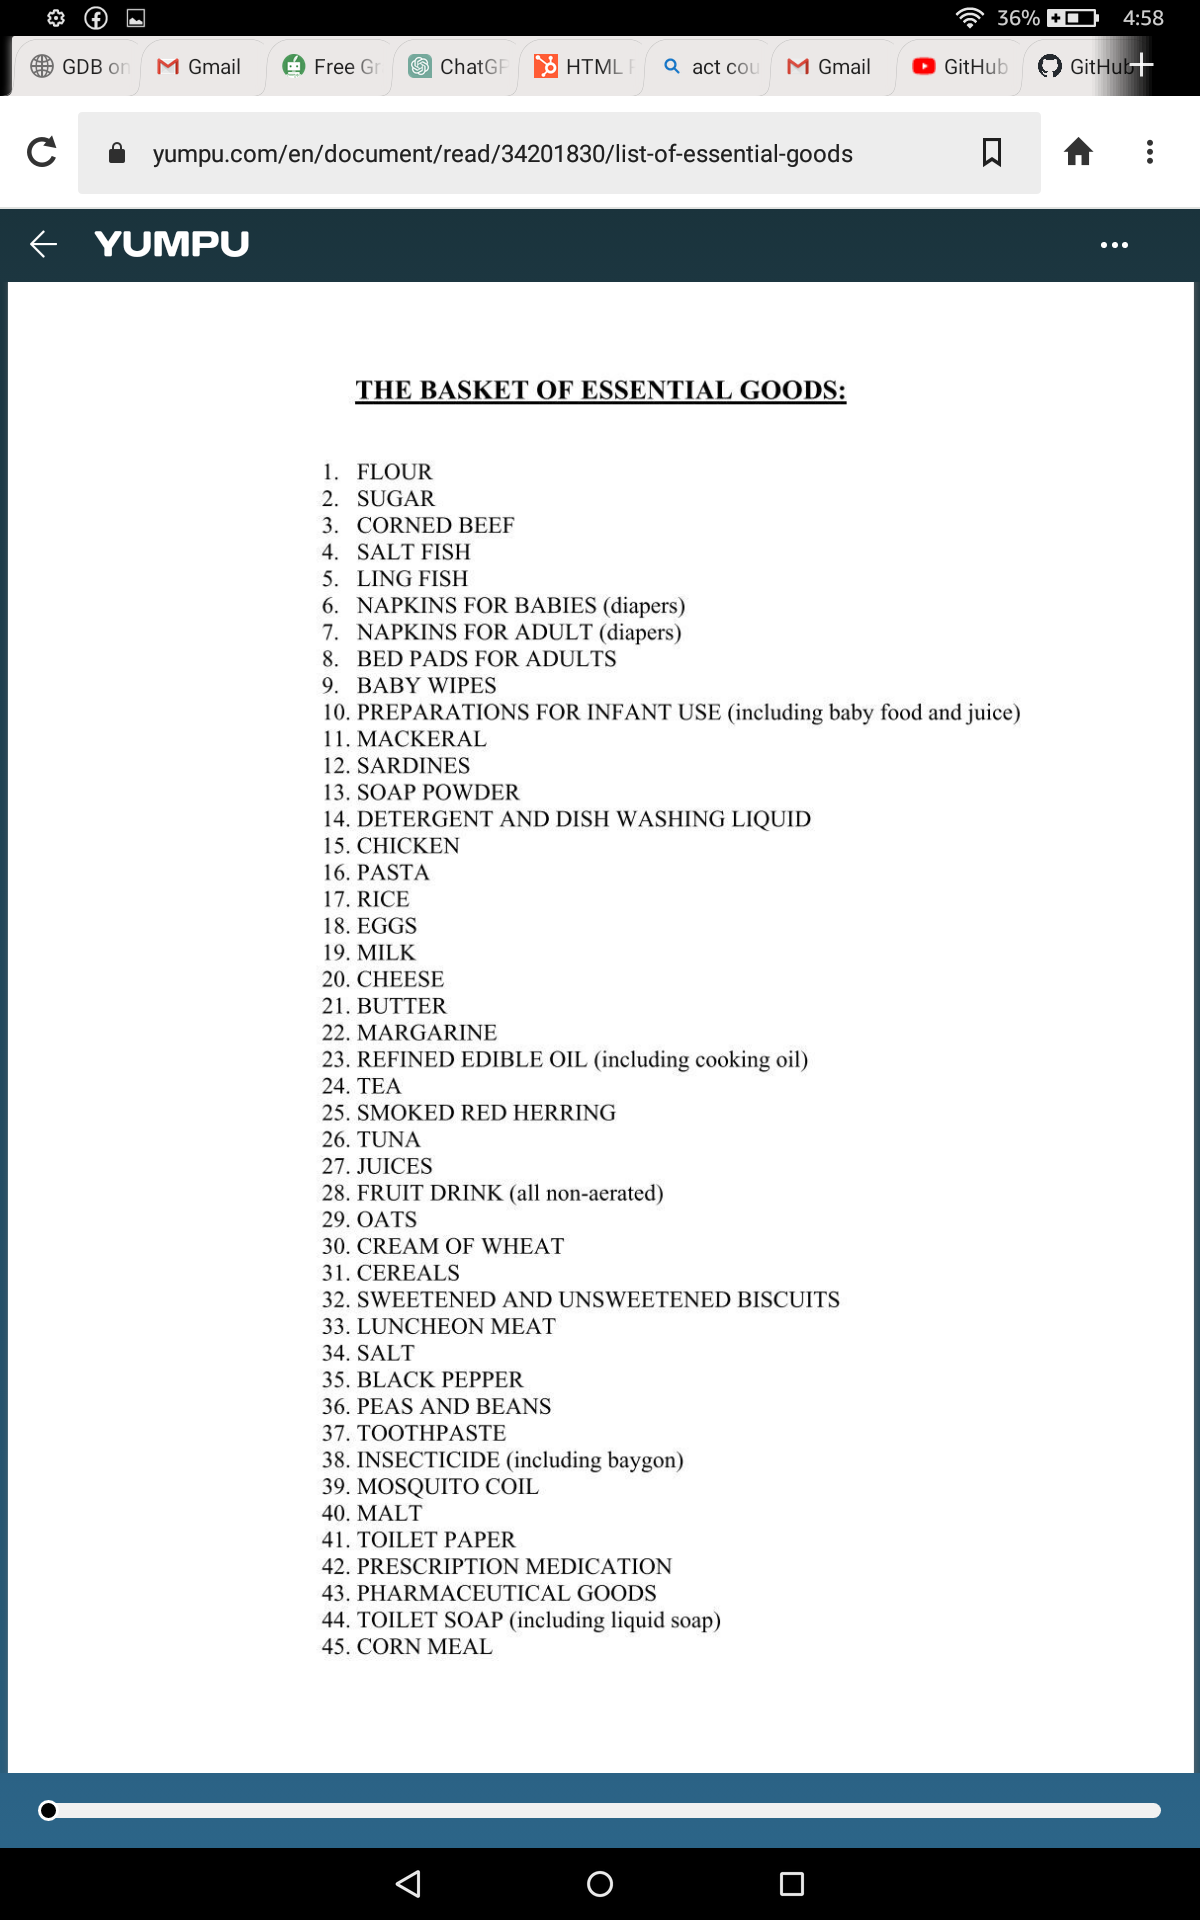 36% 4:58
GDB on Gmail Free Gr ChatGP HTML F act cou Gmail GitHub GitHub
yumpu.com/en/document/read/34201830/list-of-essential-goods
YUMPU
THE BASKET OF ESSENTIAL GOODS:
1. FLOUR
2. SUGAR
3. CORNED BEEF
4. SALT FISH
5. LING FISH
6. NAPKINS FOR BABIES (diapers)
7. NAPKINS FOR ADULT (diapers)
8. BED PADS FOR ADULTS
9. BABY WIPES
10. PREPARATIONS FOR INFANT USE (including baby food and juice)
11. MACKERAL
12. SARDINES
13. SOAP POWDER
14. DETERGENT AND DISH WASHING LIQUID
15. CHICKEN
16. PASTA
17. RICE
18. EGGS
19. MILK
20. CHEESE
21. BUTTER
22. MARGARINE
23. REFINED EDIBLE OIL (including cooking oil)
24. TEA
25. SMOKED RED HERRING
26. TUNA
27. JUICES
28. FRUIT DRINK (all non-aerated)
29. OATS
30. CREAM OF WHEAT
31. CEREALS
32. SWEETENED AND UNSWEETENED BISCUITS
33. LUNCHEON MEAT
34. SALT
35. BLACK PEPPER
36. PEAS AND BEANS
37. TOOTHPASTE
38. INSECTICIDE (including baygon)
39. MOSQUITO COIL
40. MALT
41. TOILET PAPER
42. PRESCRIPTION MEDICATION
43. PHARMACEUTICAL GOODS
44. TOILET SOAP (including liquid soap)
45. CORN MEAL